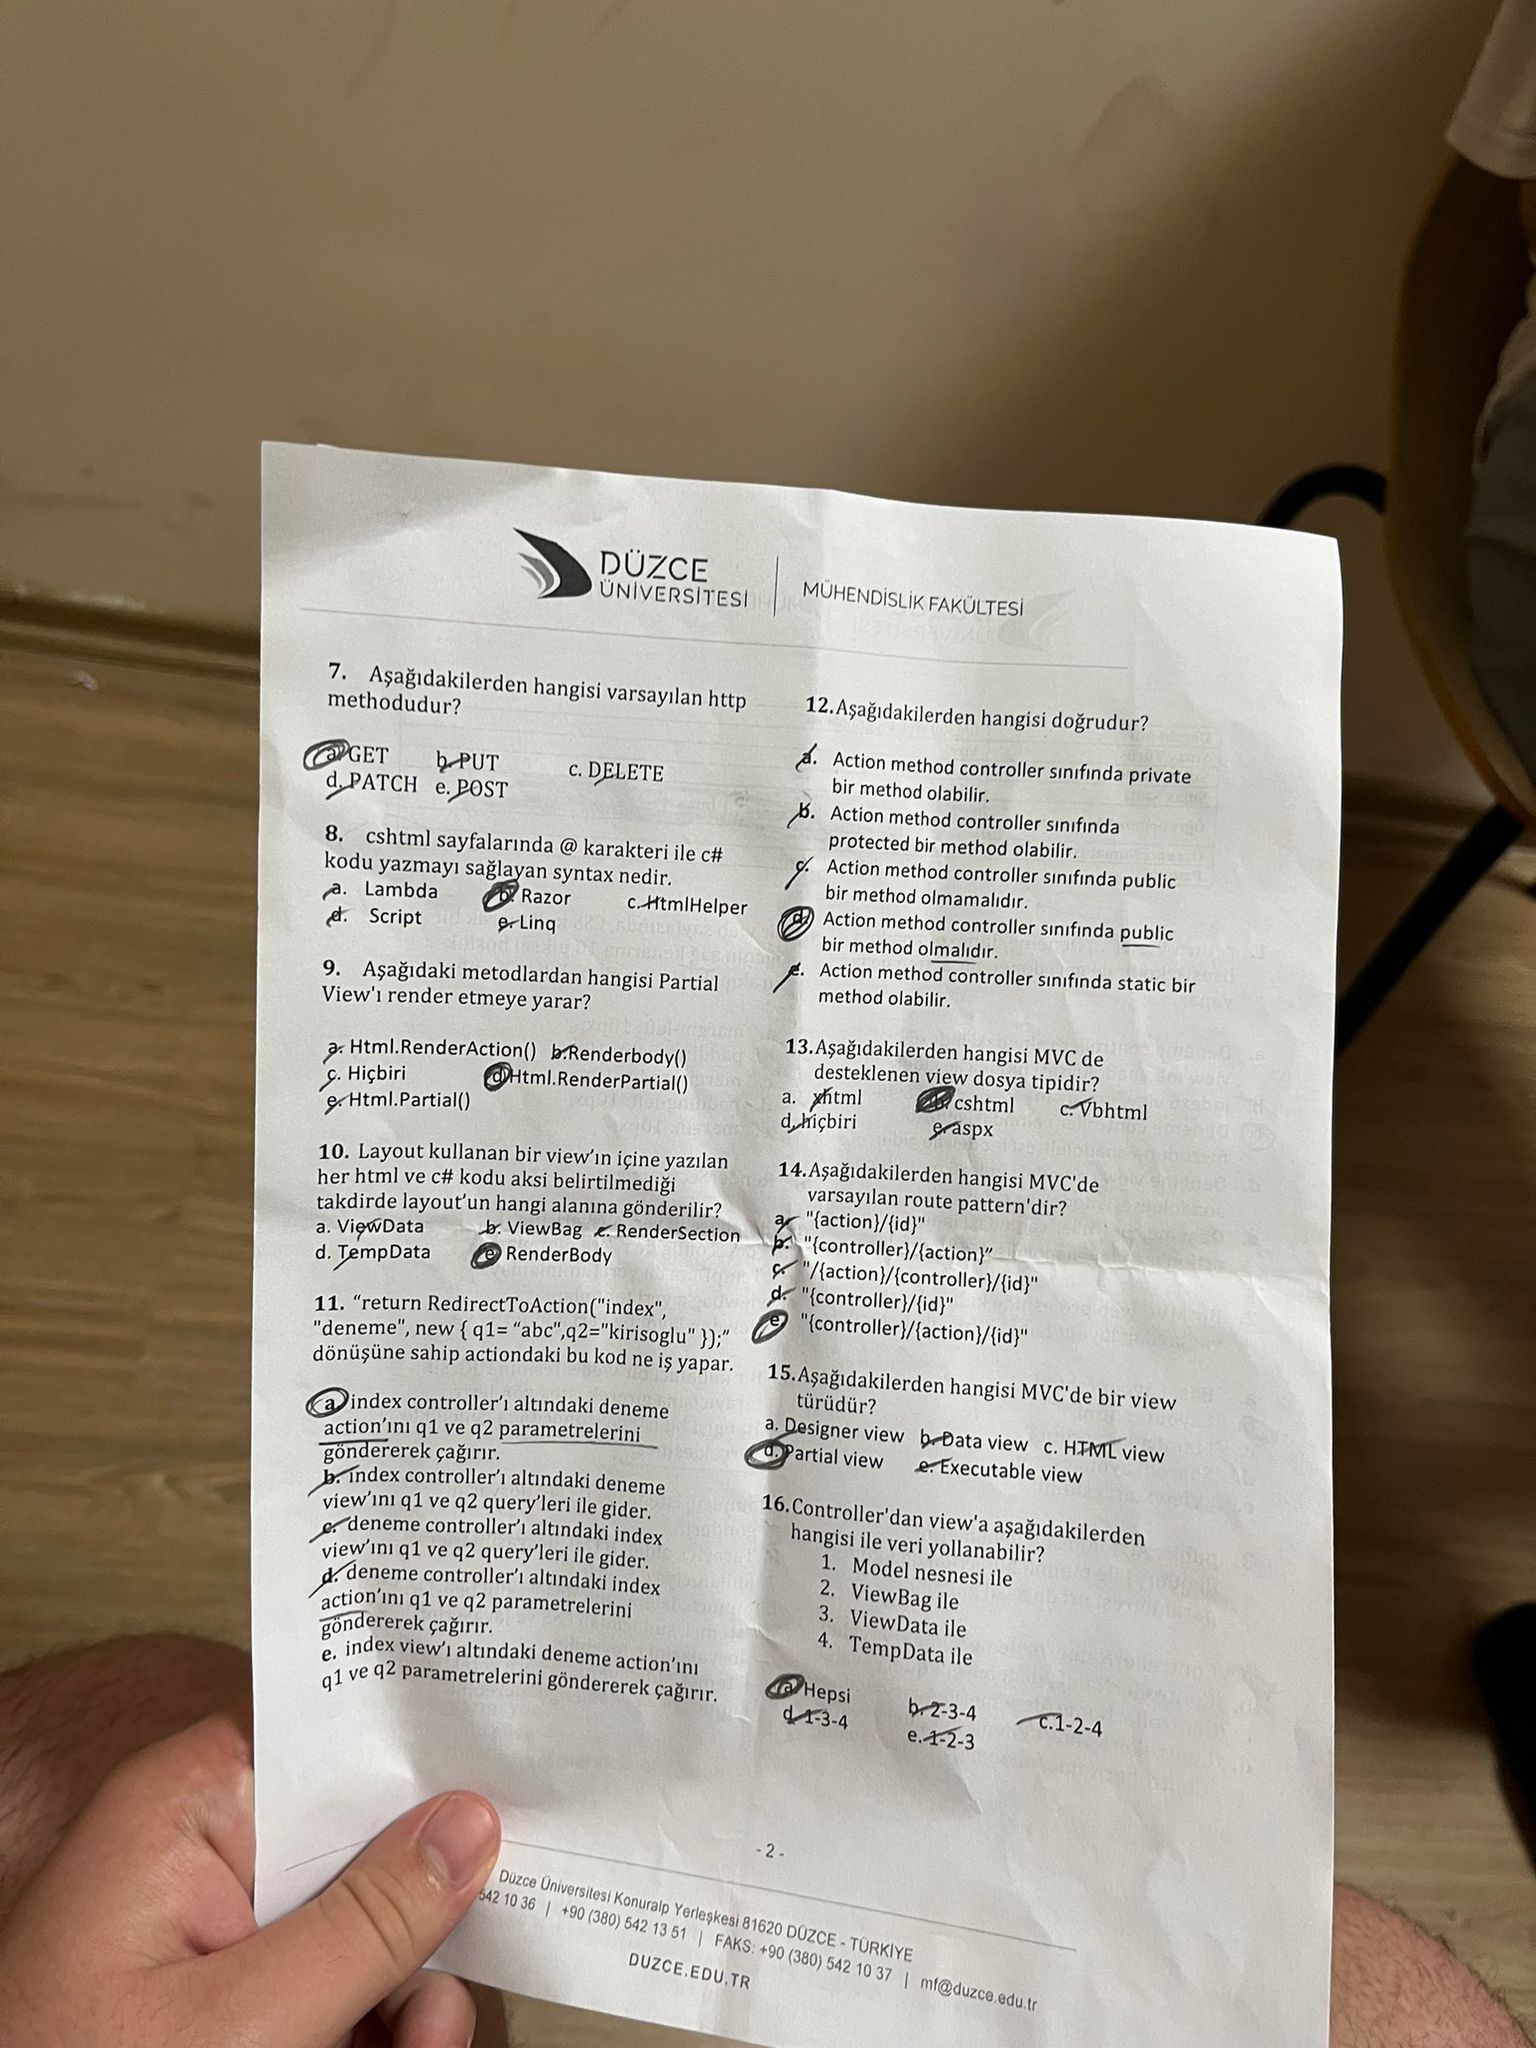 DÜZCE
ÜNİVERSİTESİ
MÜHENDİSLİK FAKÜLTESİ
7. Aşağıdakilerden hangisi varsayılan http
methodudur?
a. GET b. PUT c. DELETE
d. PATCH e. POST
8. cshtml sayfalarında @ karakteri ile c#
kodu yazmayı sağlayan syntax nedir.
a. Lambda b. Razor c. HtmlHelper
d. Script e. Linq
9. Aşağıdaki metodlardan hangisi Partial
View'ı render etmeye yarar?
a. Html.RenderAction() b.Renderbody()
c. Hiçbiri d.Html.RenderPartial()
e. Html.Partial()
10. Layout kullanan bir view'ın içine yazılan
her html ve c# kodu aksi belirtilmediği
takdirde layout'un hangi alanına gönderilir?
a. ViewData b. ViewBag c. RenderSection
d. TempData e. RenderBody
11. “return RedirectToAction("index",
"deneme", new { q1= “abc",q2="kirisoglu" });”
dönüşüne sahip actiondaki bu kod ne iş yapar.
a. index controller'ı altındaki deneme
action'ını q1 ve q2 parametrelerini
göndererek çağırır.
b. index controller'ı altındaki deneme
view'ını q1 ve q2 query'leri ile gider.
c. deneme controller'ı altındaki index
view'ını q1 ve q2 query'leri ile gider.
d. deneme controller'ı altındaki index
action'ını q1 ve q2 parametrelerini
göndererek çağırır.
e. index view'ı altındaki deneme action'ını
q1 ve q2 parametrelerini göndererek çağırır.
12.Aşağıdakilerden hangisi doğrudur?
a. Action method controller sınıfında private
bir method olabilir.
b. Action method controller sınıfında
protected bir method olabilir.
c. Action method controller sınıfında public
bir method olmamalıdır.
d. Action method controller sınıfında public
bir method olmalıdır.
e. Action method controller sınıfında static bir
method olabilir.
13.Aşağıdakilerden hangisi MVC de
desteklenen view dosya tipidir?
a. xhtml b. cshtml c. Vbhtml
d. hiçbiri e. aspx
14.Aşağıdakilerden hangisi MVC'de
varsayılan route pattern'dir?
a. "{action}/{id}"
b. "{controller}/{action}”
c. "/{action}/{controller}/{id}"
d. "{controller}/{id}"
e. "{controller}/{action}/{id}"
15.Aşağıdakilerden hangisi MVC'de bir view
türüdür?
a. Designer view b. Data view c. HTML view
d. Partial view e. Executable view
16.Controller'dan view'a aşağıdakilerden
hangisi ile veri yollanabilir?
1. Model nesnesi ile
2. ViewBag ile
3. ViewData ile
4. TempData ile
a. Hepsi b. 2-3-4 c.1-2-4
d. 1-3-4 e. 1-2-3
- 2 -
Düzce Üniversitesi Konuralp Yerleşkesi 81620 DÜZCE - TÜRKİYE
542 10 36 | +90 (380) 542 13 51 | FAKS: +90 (380) 542 10 37 | mf@duzce.edu.tr
DUZCE.EDU.TR